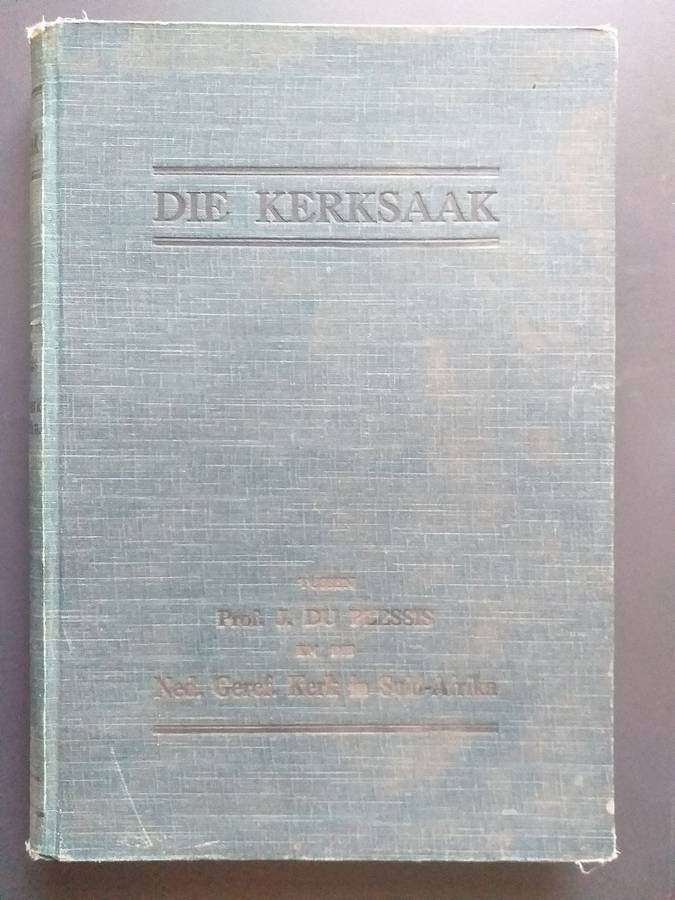 DIE KERKSAAK
TUSSEN
Prof. J. DU PLESSIS
EN DIE
Ned. Geref. Kerk in Suid-Afrika